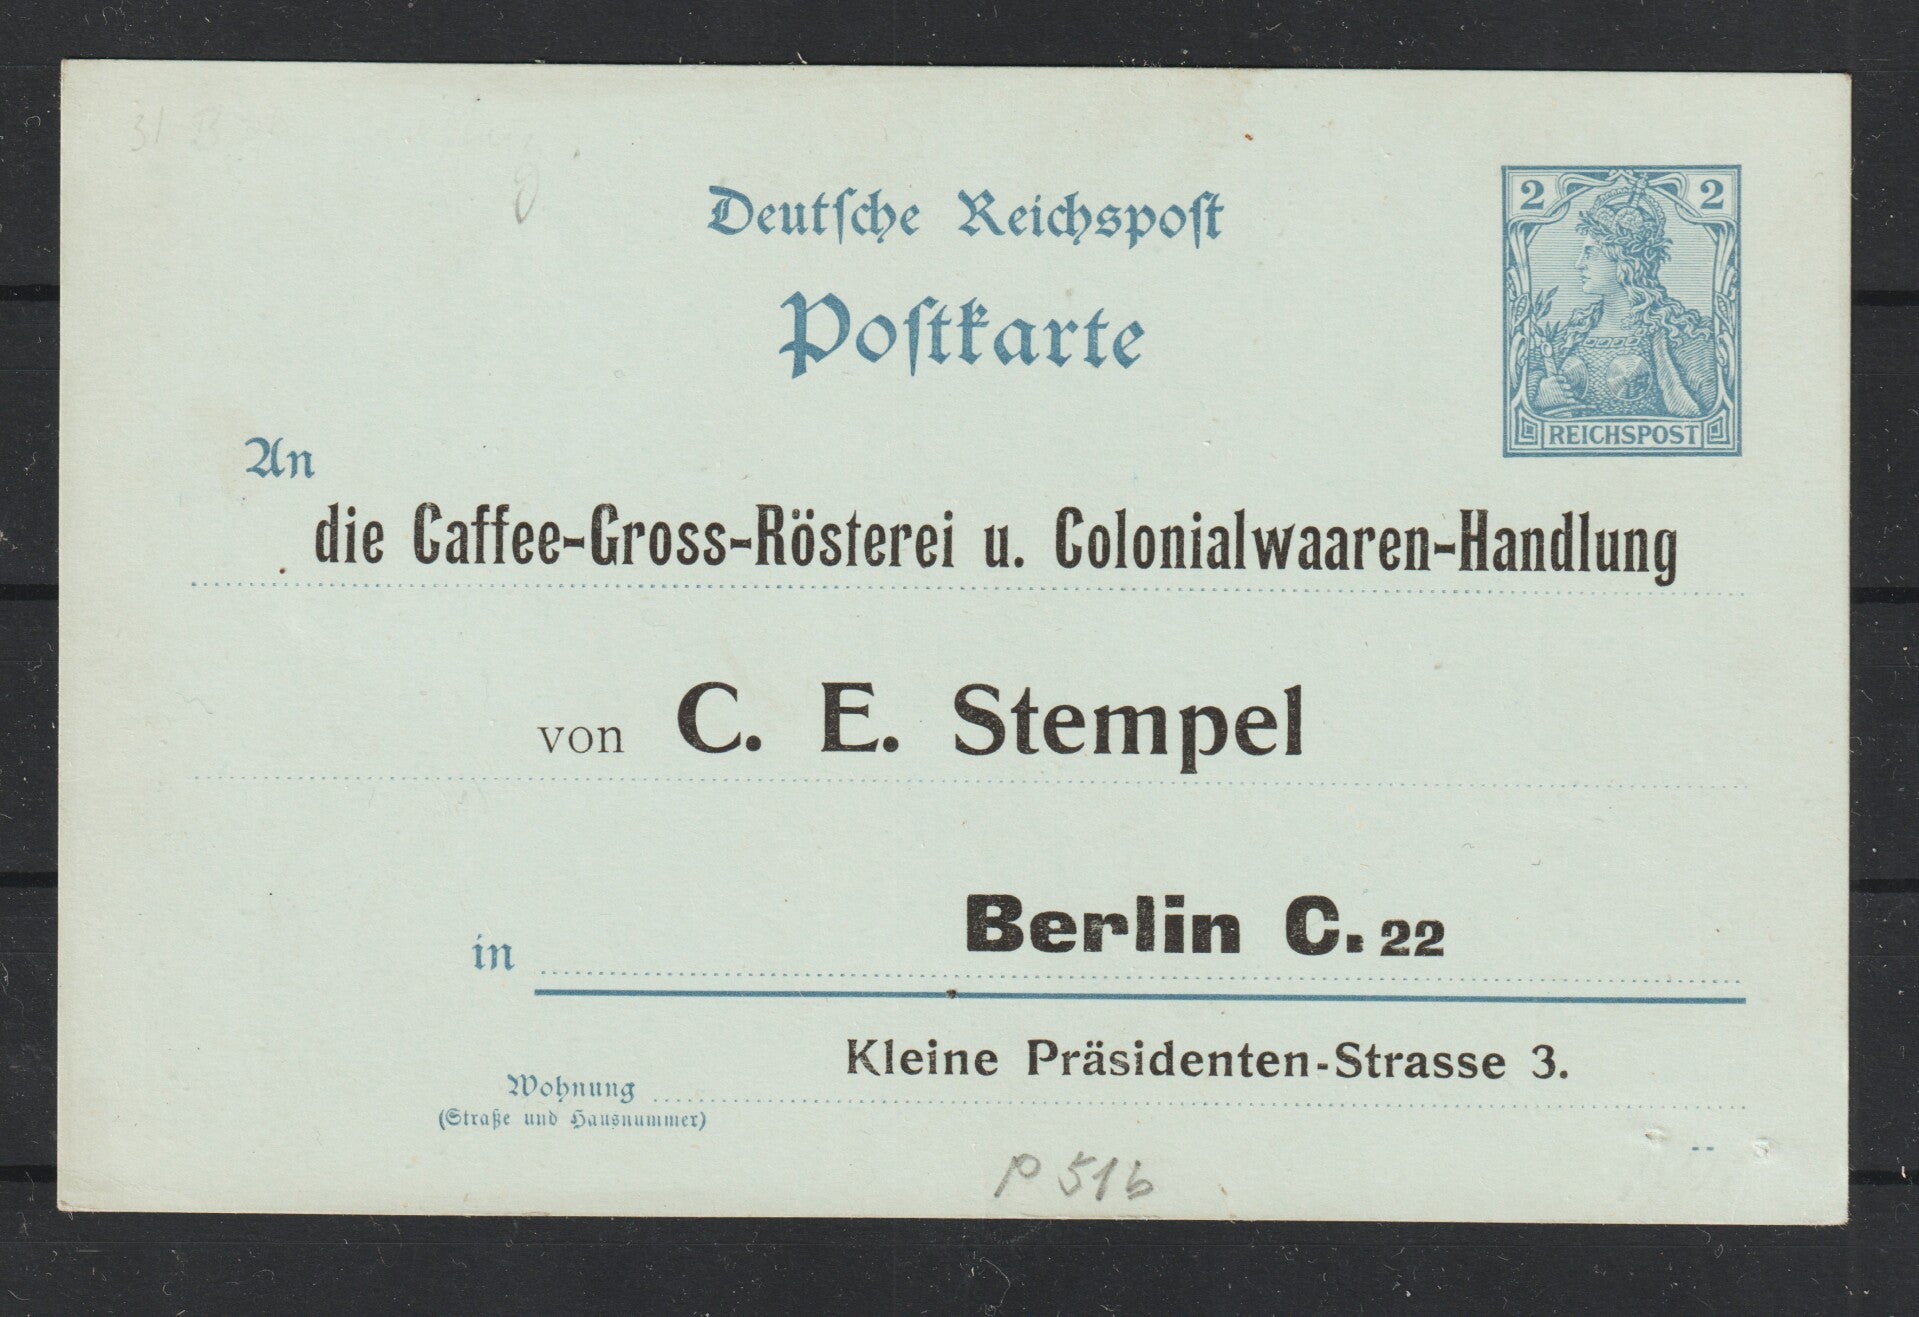 Deutſche Reichspoſt
2 2
Poſtkarte
REICHSPOST
An
die Caffee-Gross-Rösterei u. Colonialwaaren-Handlung
von C. E. Stempel
in Berlin C. 22
Kleine Präsidenten-Strasse 3.
Wohnung
(Straße und Hausnummer)
P 51b